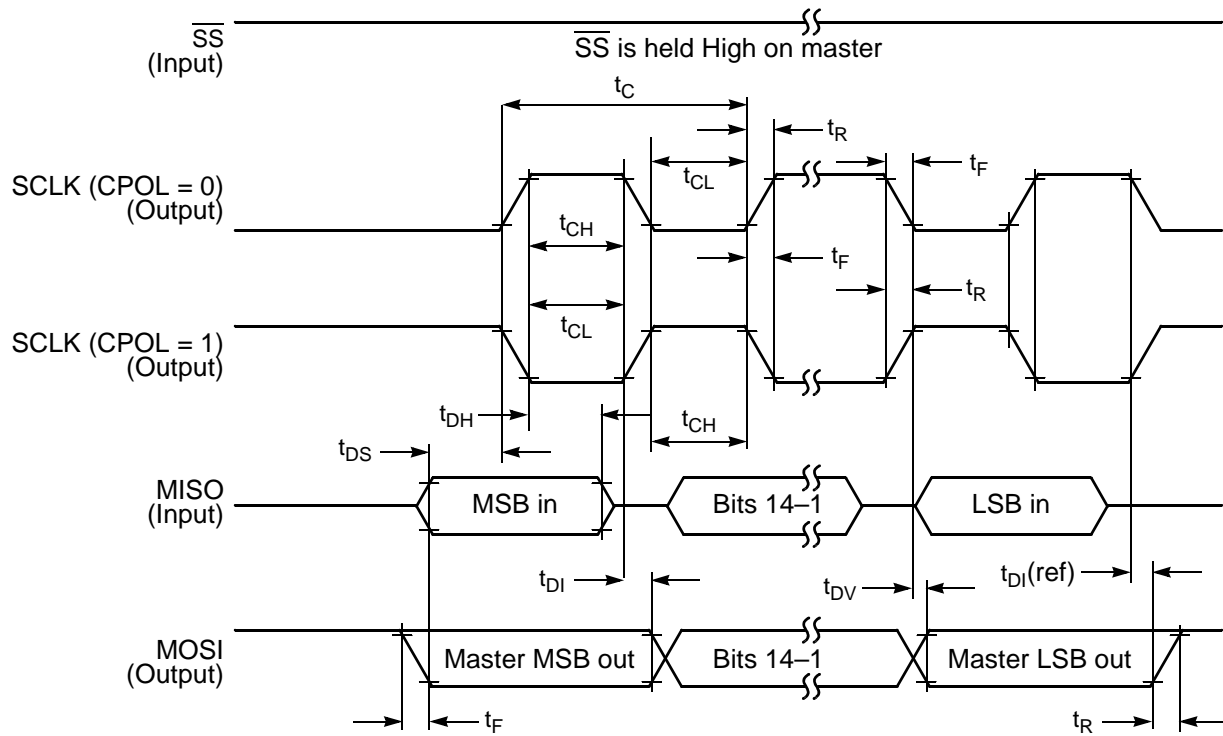 SS
(Input)
SS is held High on master
tC
tR
tF
SCLK (CPOL = 0)
(Output)
tCL
tCH
tF
tR
tCL
SCLK (CPOL = 1)
(Output)
tDH
tCH
tDS
MISO
(Input)
MSB in
Bits 14–1
LSB in
tDI
tDV
tDI(ref)
MOSI
(Output)
Master MSB out
Bits 14–1
Master LSB out
tF
tR